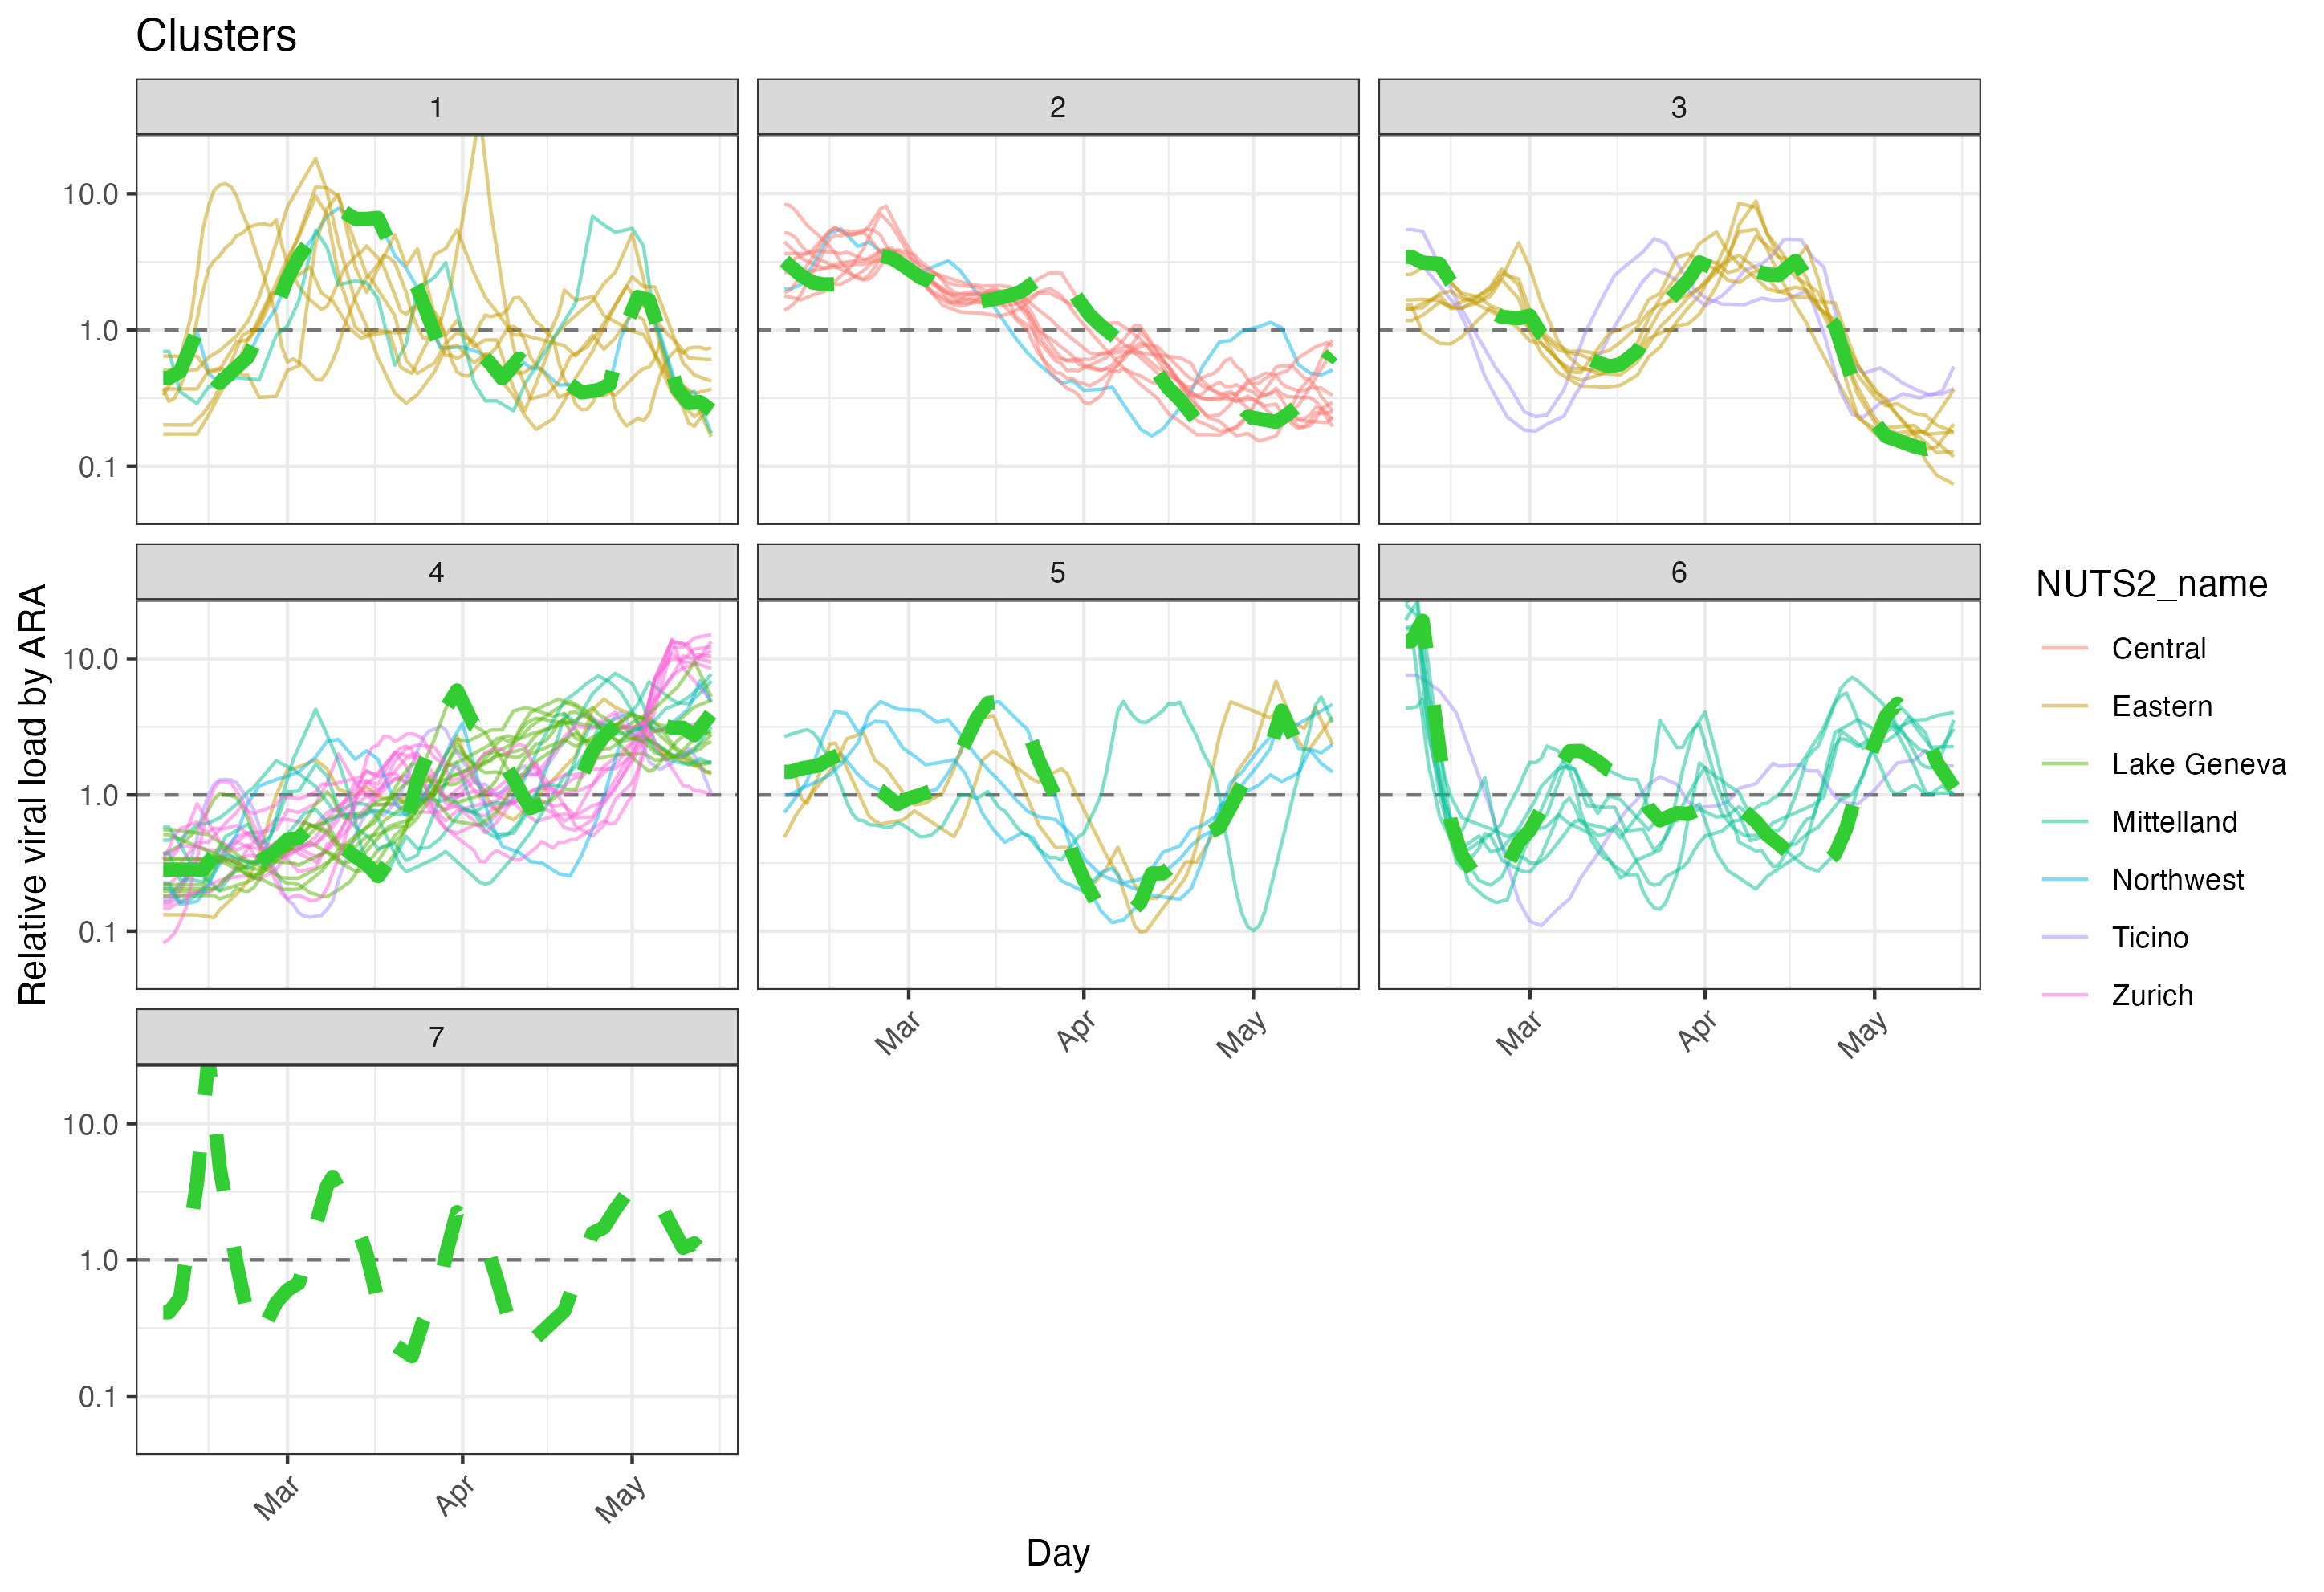 Clusters
1
2
3
10.0
1.0
0.1
4
5
6
10.0
1.0
0.1
Mar
Apr
May
Mar
Apr
May
7
10.0
1.0
0.1
Mar
Apr
May
Day
Relative viral load by ARA
NUTS2_name
Central
Eastern
Lake Geneva
Mittelland
Northwest
Ticino
Zurich